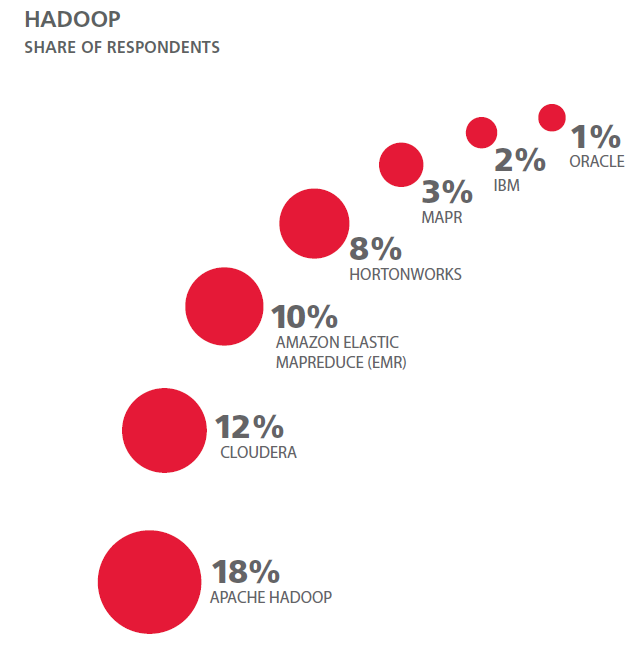 HADOOP
SHARE OF RESPONDENTS
1%
ORACLE
2%
IBM
3%
MAPR
8%
HORTONWORKS
10%
AMAZON ELASTIC
MAPREDUCE (EMR)
12%
CLOUDERA
18%
APACHE HADOOP